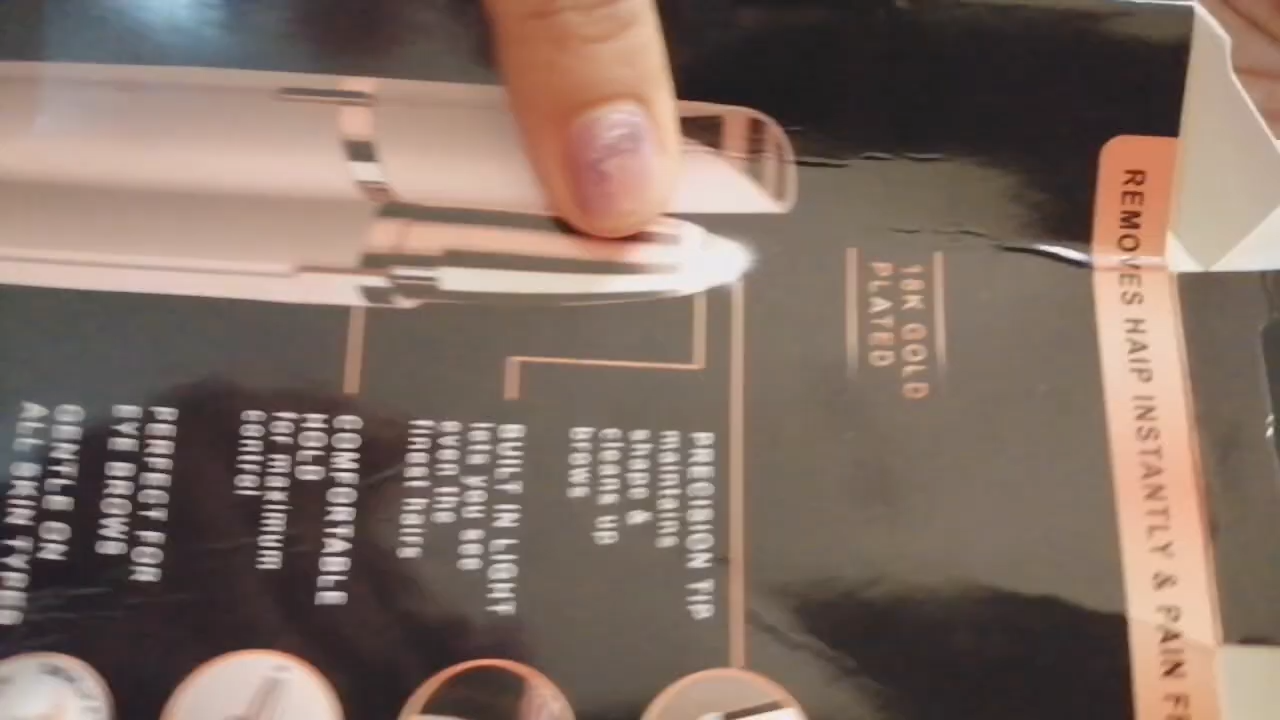 REMOVES HAIR INSTANTLY & PAIN F
18K GOLD
PLATED
PRECISION TIP
maintains
shape &
cleans up
brows
BUILT IN LIGHT
lets you see
even the
finest hairs
COMFORTABLE
HOLD
for maximum
control
PERFECT FOR
EYE BROWS
GENTLE ON
ALL SKIN TYPES